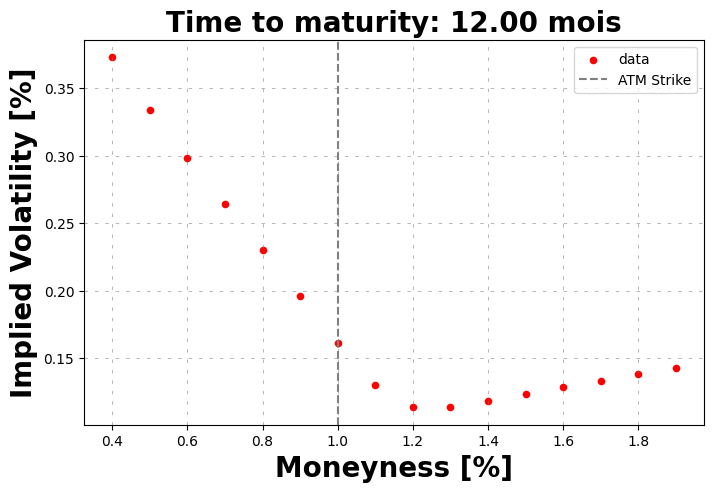 Time to maturity: 12.00 mois
data
ATM Strike
Implied Volatility [%]
0.35
0.30
0.25
0.20
0.15
0.4 0.6 0.8 1.0 1.2 1.4 1.6 1.8
Moneyness [%]